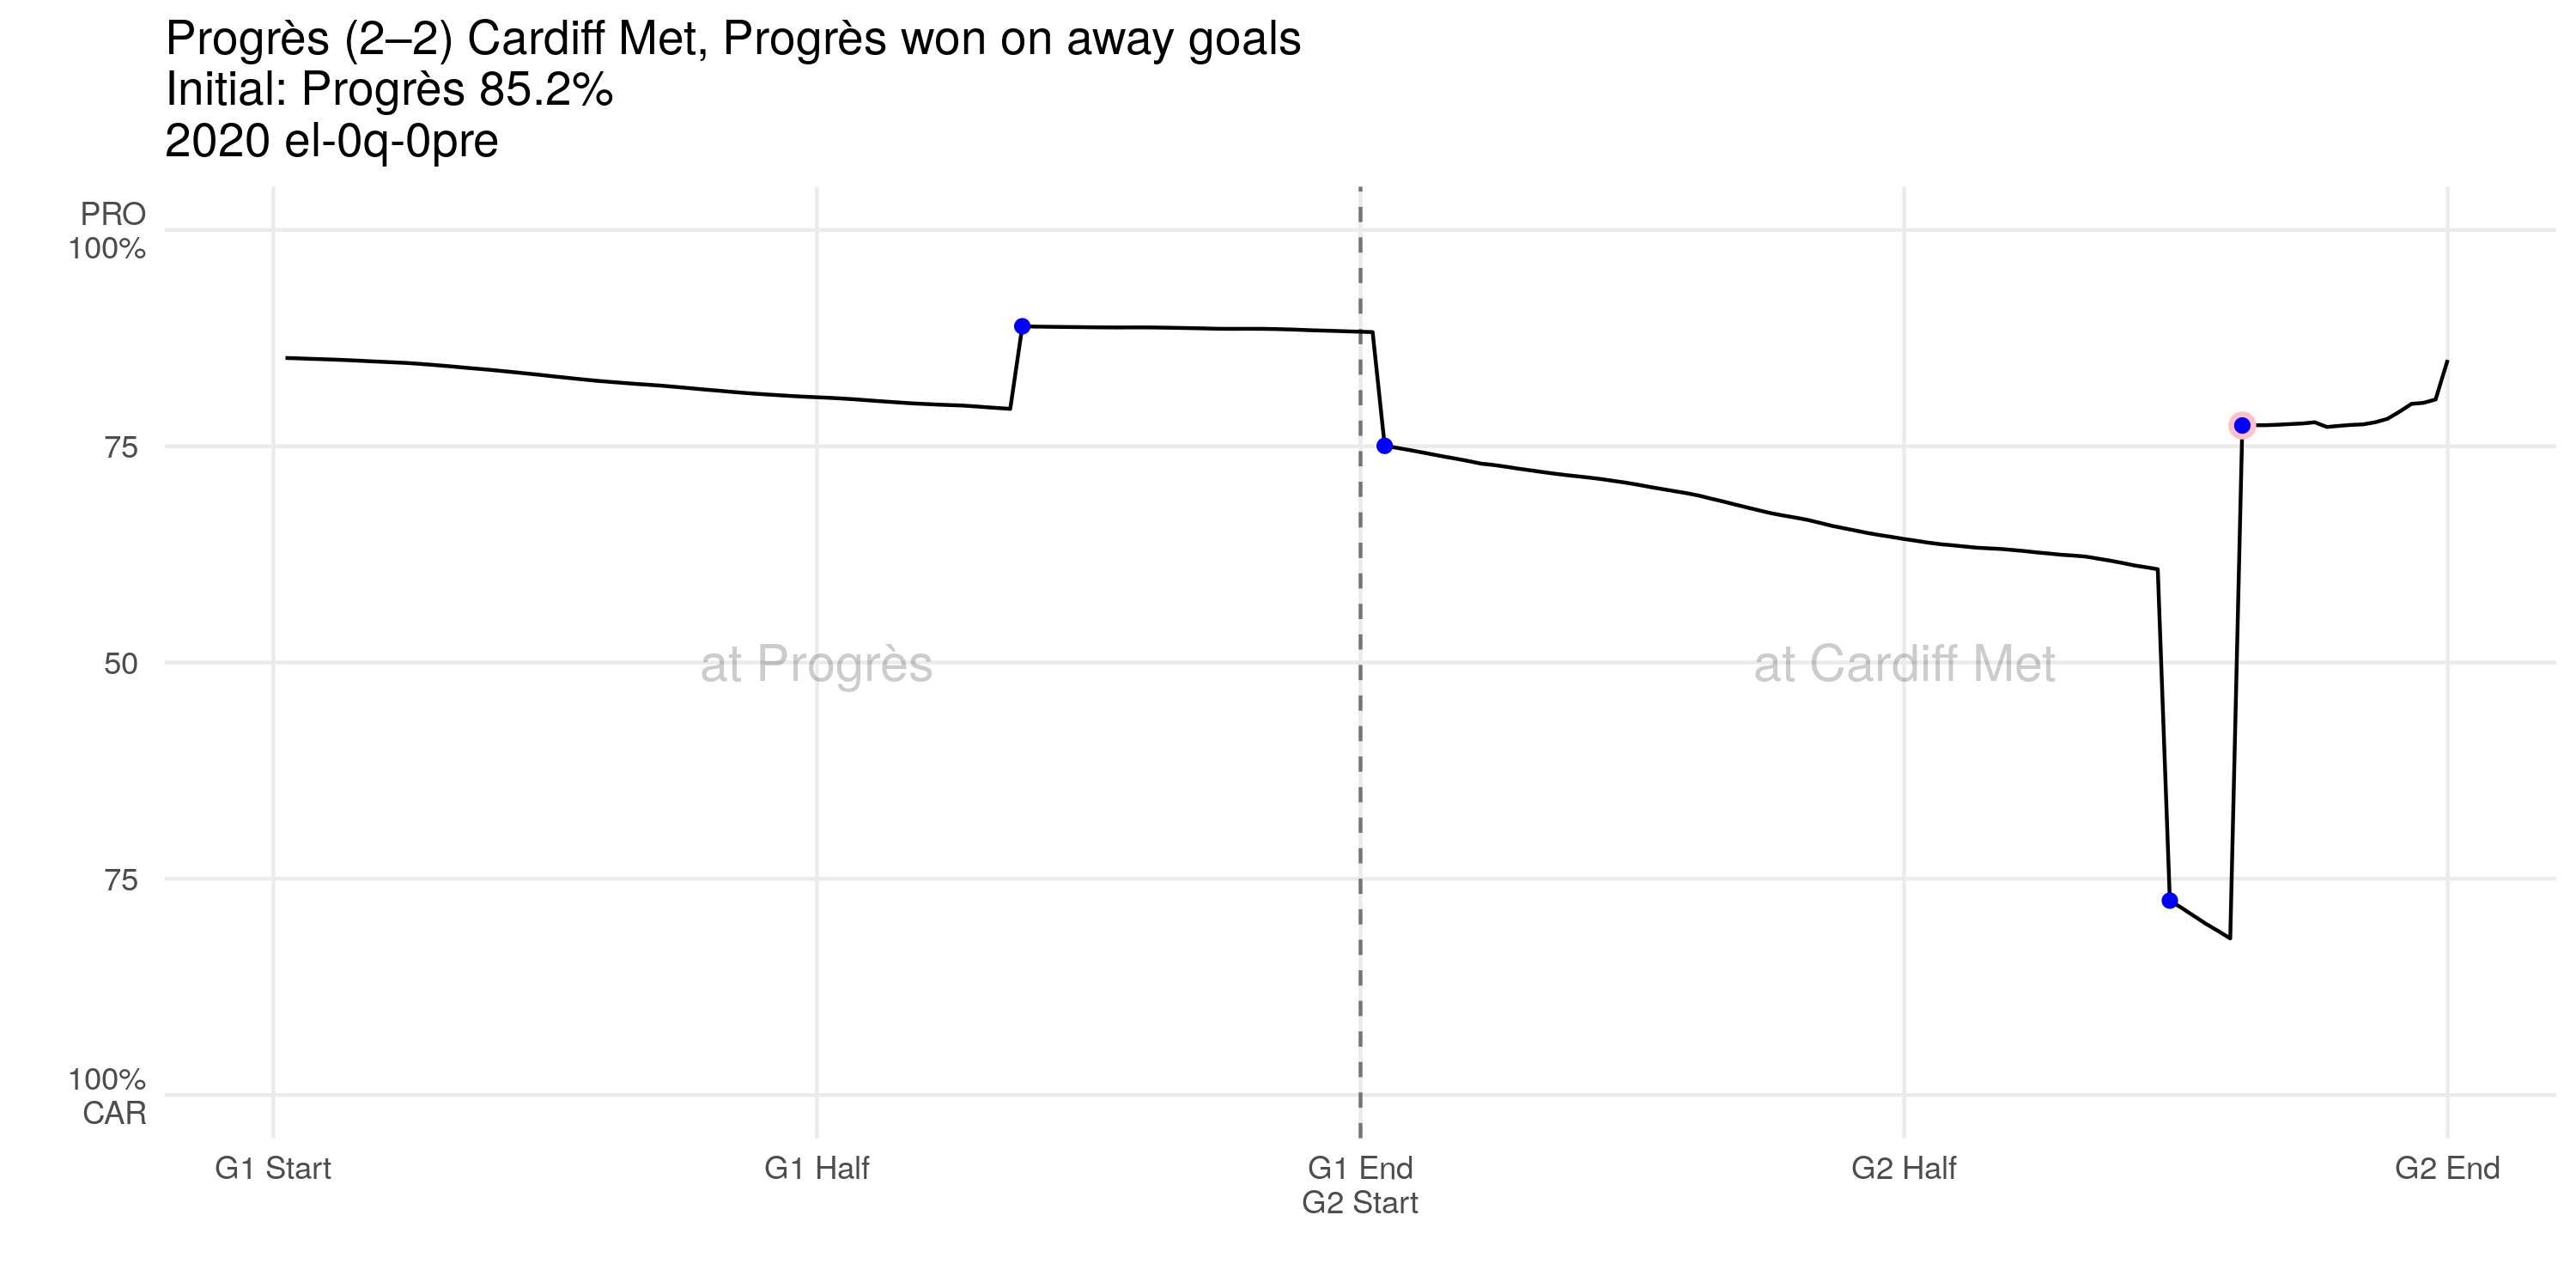 Progrès (2–2) Cardiff Met, Progrès won on away goals
Initial: Progrès 85.2%
2020 el-0q-0pre
PRO
100%
75
50
75
100%
CAR
at Progrès
at Cardiff Met
G1 Start
G1 Half
G1 End
G2 Start
G2 Half
G2 End